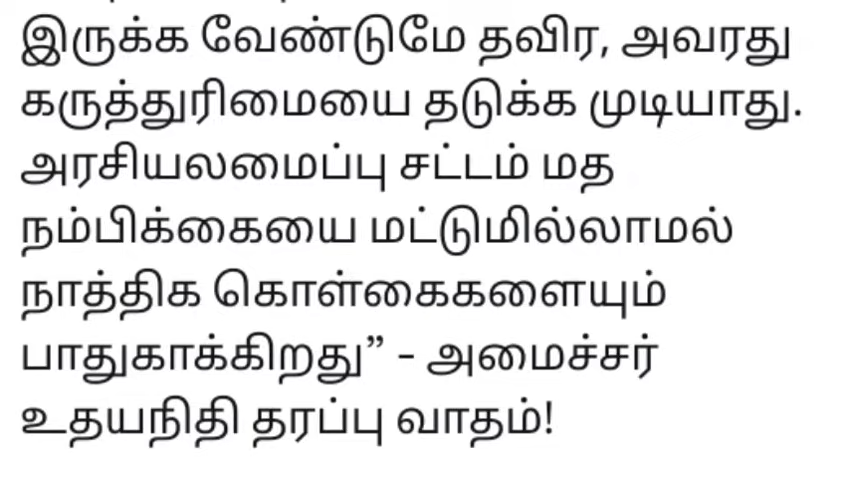 இருக்க வேண்டுமே தவிர, அவரது
கருத்துரிமையை தடுக்க முடியாது.
அரசியலமைப்பு சட்டம் மத
நம்பிக்கையை மட்டுமில்லாமல்
நாத்திக கொள்கைகளையும்
பாதுகாக்கிறது” – அமைச்சர்
உதயநிதி தரப்பு வாதம்!